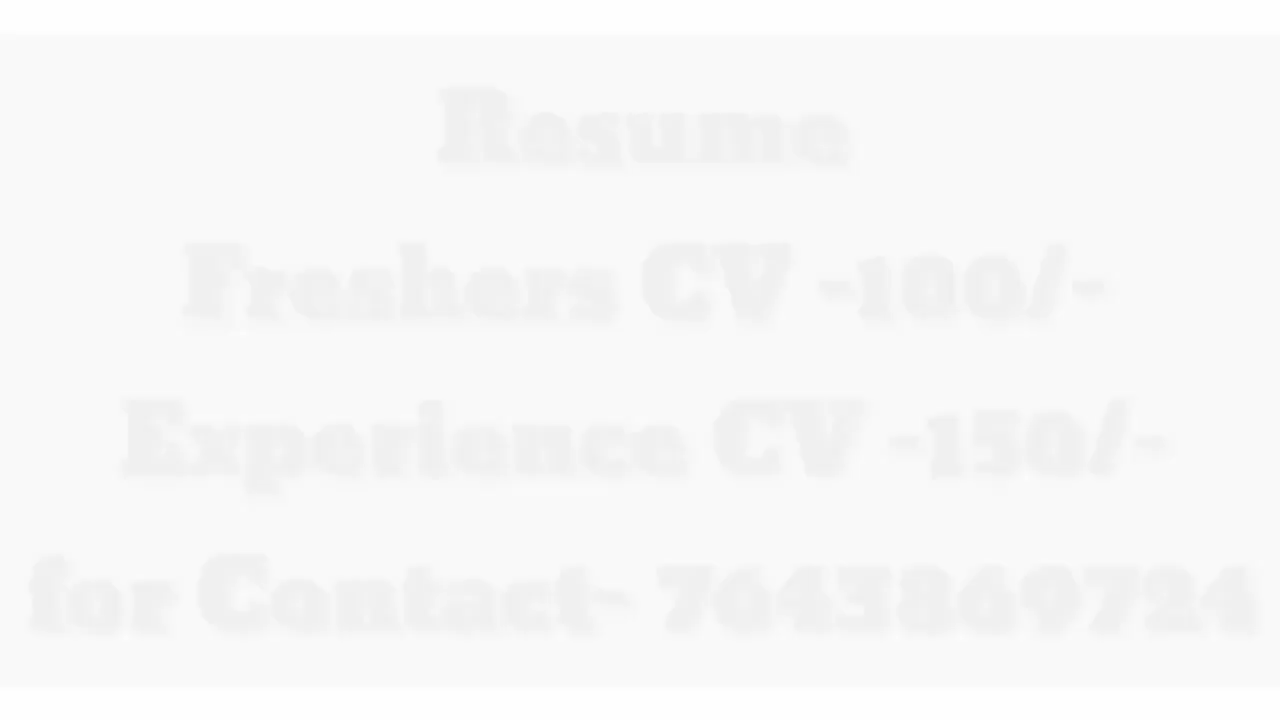 Resume
Freshers CV -100/-
Experience CV -150/-
for Contact- 7643869724